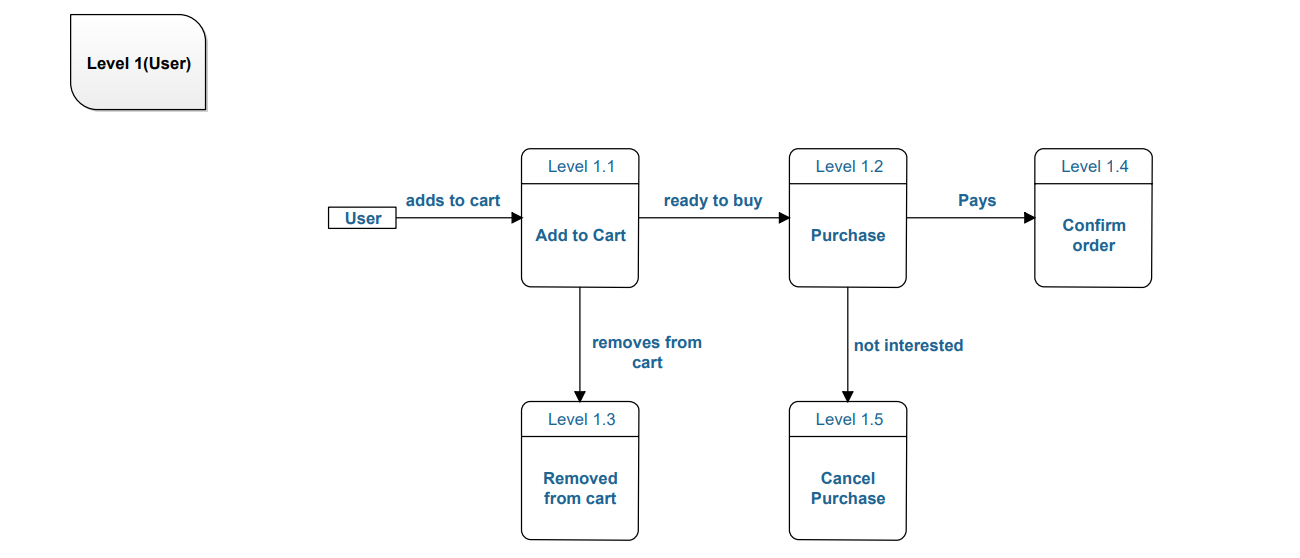 Level 1(User)
Level 1.1
Level 1.2
Level 1.4
adds to cart
ready to buy
Pays
User
Add to Cart
Purchase
Confirm
order
removes from
cart
not interested
Level 1.3
Level 1.5
Removed
from cart
Cancel
Purchase